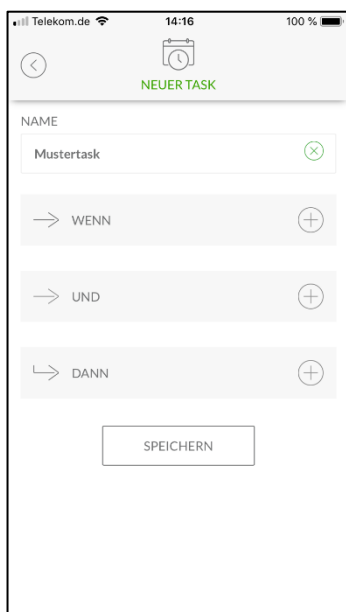 Telekom.de 14:16 100 %
NEUER TASK
NAME
Mustertask
WENN
UND
DANN
SPEICHERN